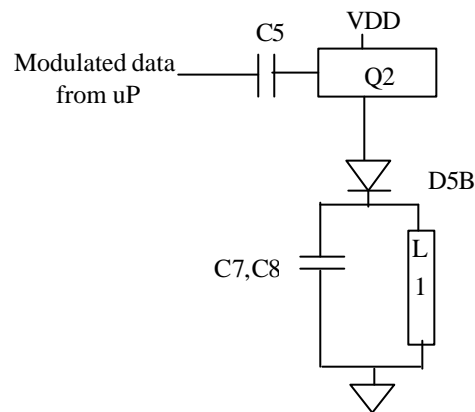 C5
VDD
Modulated data
from uP
Q2
D5B
C7,C8
L
1